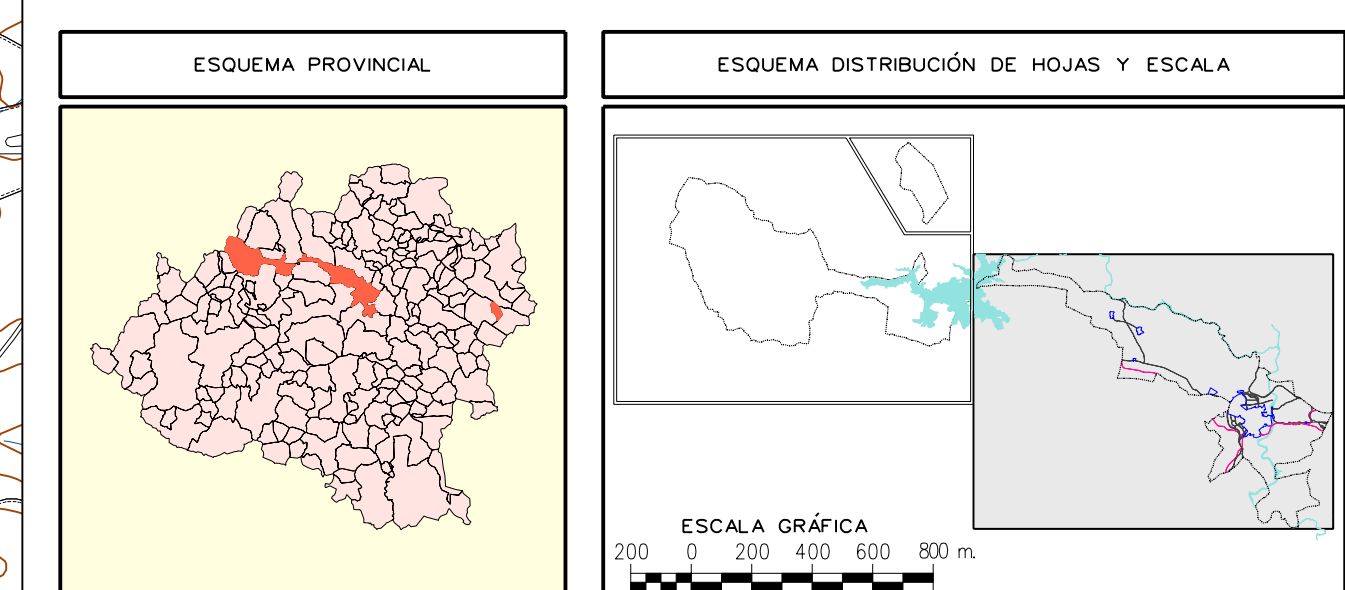 ESQUEMA PROVINCIAL
ESQUEMA DISTRIBUCIÓN DE HOJAS Y ESCALA
ESCALA GRÁFICA
200 0 200 400 600 800 m.